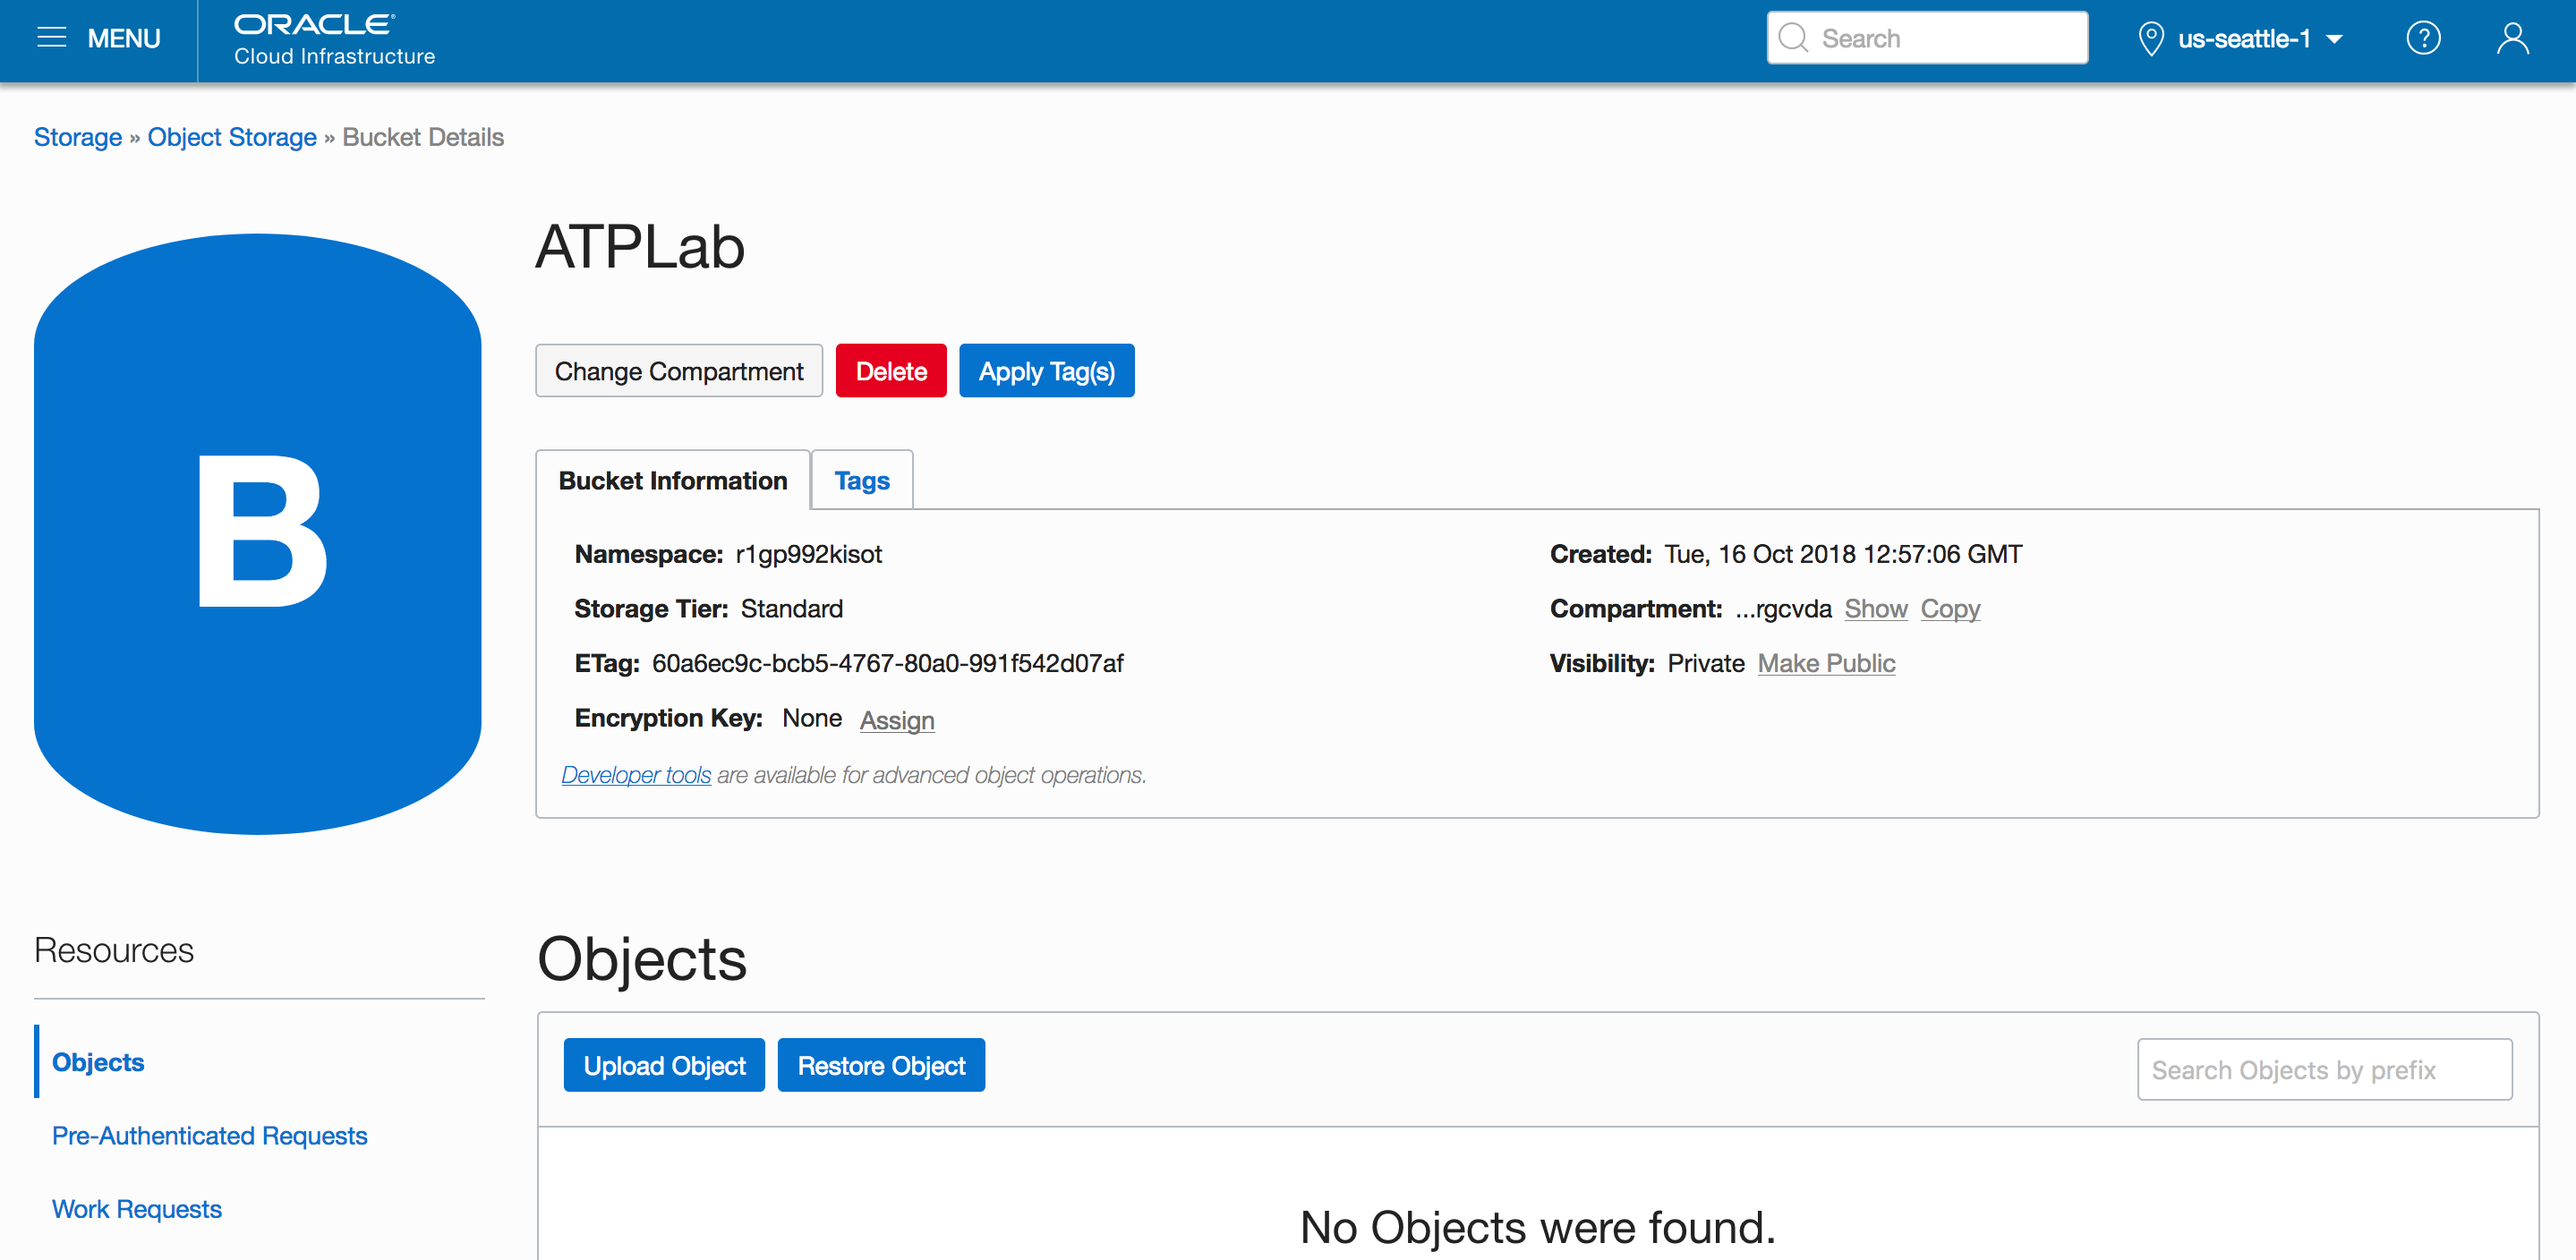 MENU
ORACLE
Cloud Infrastructure
Search
us-seattle-1
?
Storage » Object Storage » Bucket Details
B
ATPLab
Change Compartment Delete Apply Tag(s)
Bucket Information Tags
Namespace: r1gp992kisot
Created: Tue, 16 Oct 2018 12:57:06 GMT
Storage Tier: Standard
Compartment: ...rgcvda Show Copy
ETag: 60a6ec9c-bcb5-4767-80a0-991f542d07af
Visibility: Private Make Public
Encryption Key: None Assign
Developer tools are available for advanced object operations.
Resources
Objects
Pre-Authenticated Requests
Work Requests
Objects
Upload Object Restore Object
Search Objects by prefix
No Objects were found.